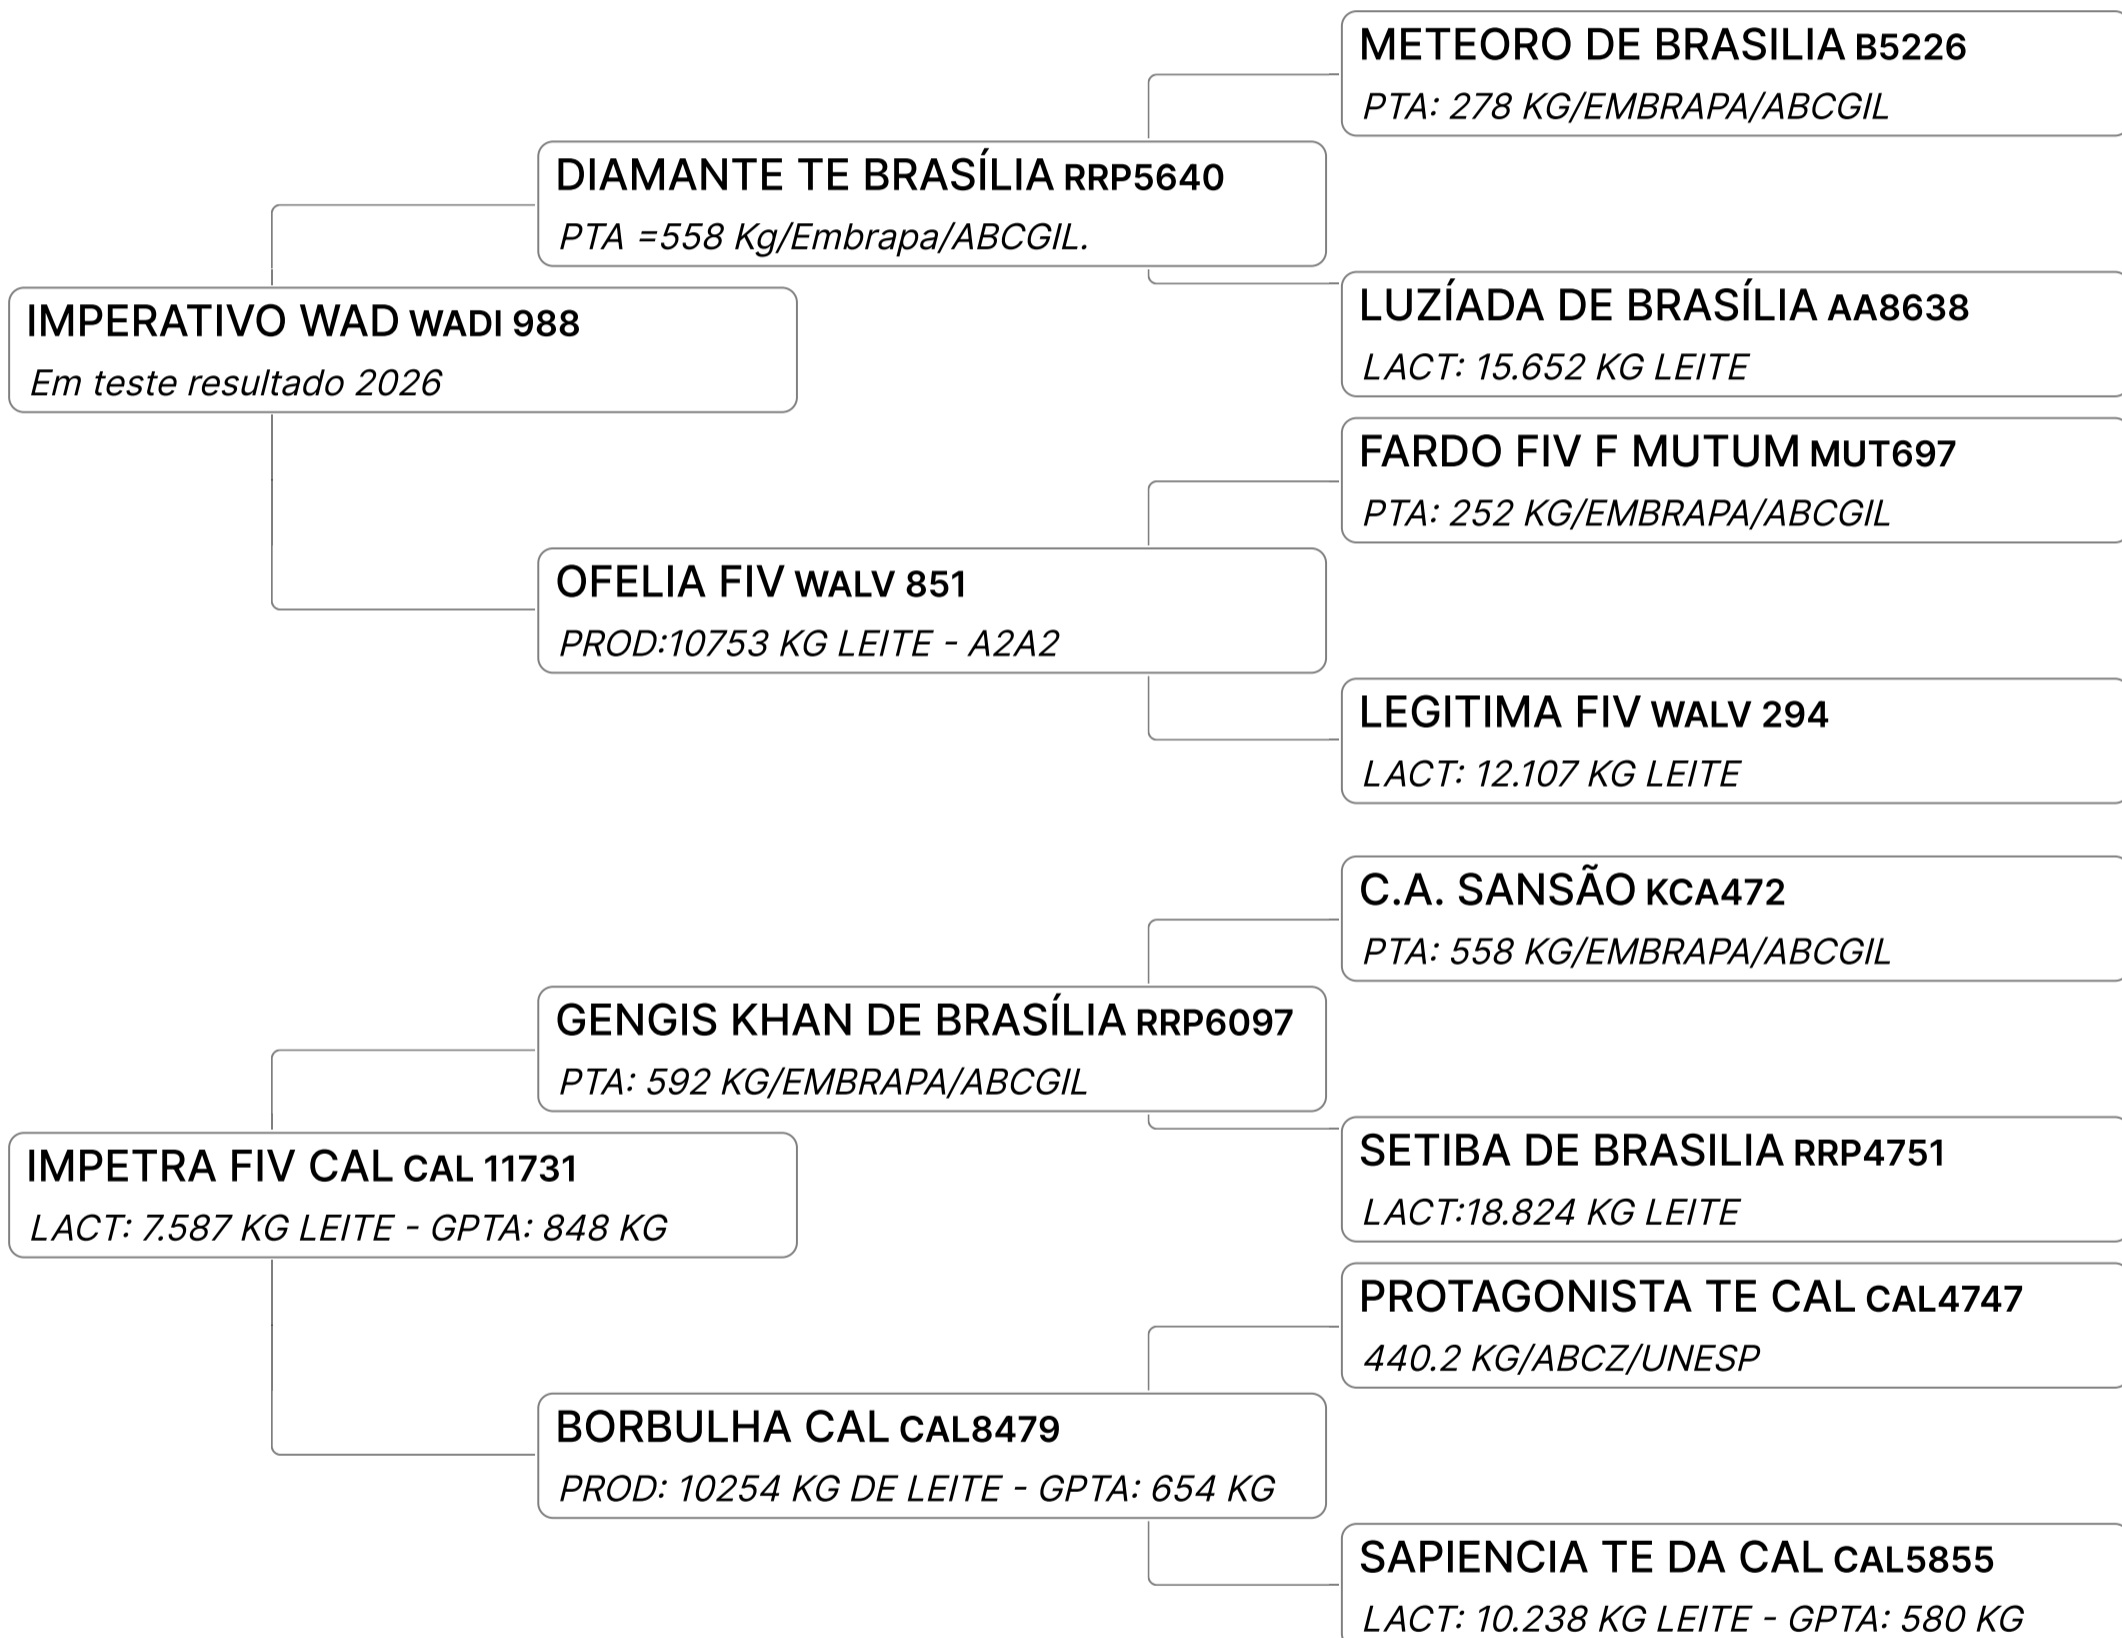 METEORO DE BRASILIA B5226
PTA: 278 KG/EMBRAPA/ABCGIL
DIAMANTE TE BRASÍLIA RRP5640
PTA =558 Kg/Embrapa/ABCGIL.
LUZÍADA DE BRASÍLIA AA8638
LACT: 15.652 KG LEITE
IMPERATIVO WAD WADI 988
Em teste resultado 2026
FARDO FIV F MUTUM MUT697
PTA: 252 KG/EMBRAPA/ABCGIL
OFELIA FIV WALV 851
PROD:10753 KG LEITE - A2A2
LEGITIMA FIV WALV 294
LACT: 12.107 KG LEITE
C.A. SANSÃO KCA472
PTA: 558 KG/EMBRAPA/ABCGIL
GENGIS KHAN DE BRASÍLIA RRP6097
PTA: 592 KG/EMBRAPA/ABCGIL
SETIBA DE BRASILIA RRP4751
LACT:18.824 KG LEITE
IMPETRA FIV CAL CAL 11731
LACT: 7.587 KG LEITE - GPTA: 848 KG
PROTAGONISTA TE CAL CAL4747
440.2 KG/ABCZ/UNESP
BORBULHA CAL CAL8479
PROD: 10254 KG DE LEITE - GPTA: 654 KG
SAPIENCIA TE DA CAL CAL5855
LACT: 10.238 KG LEITE - GPTA: 580 KG